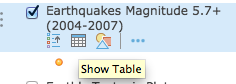 Earthquakes Magnitude 5.7+
(2004-2007)
Show Table